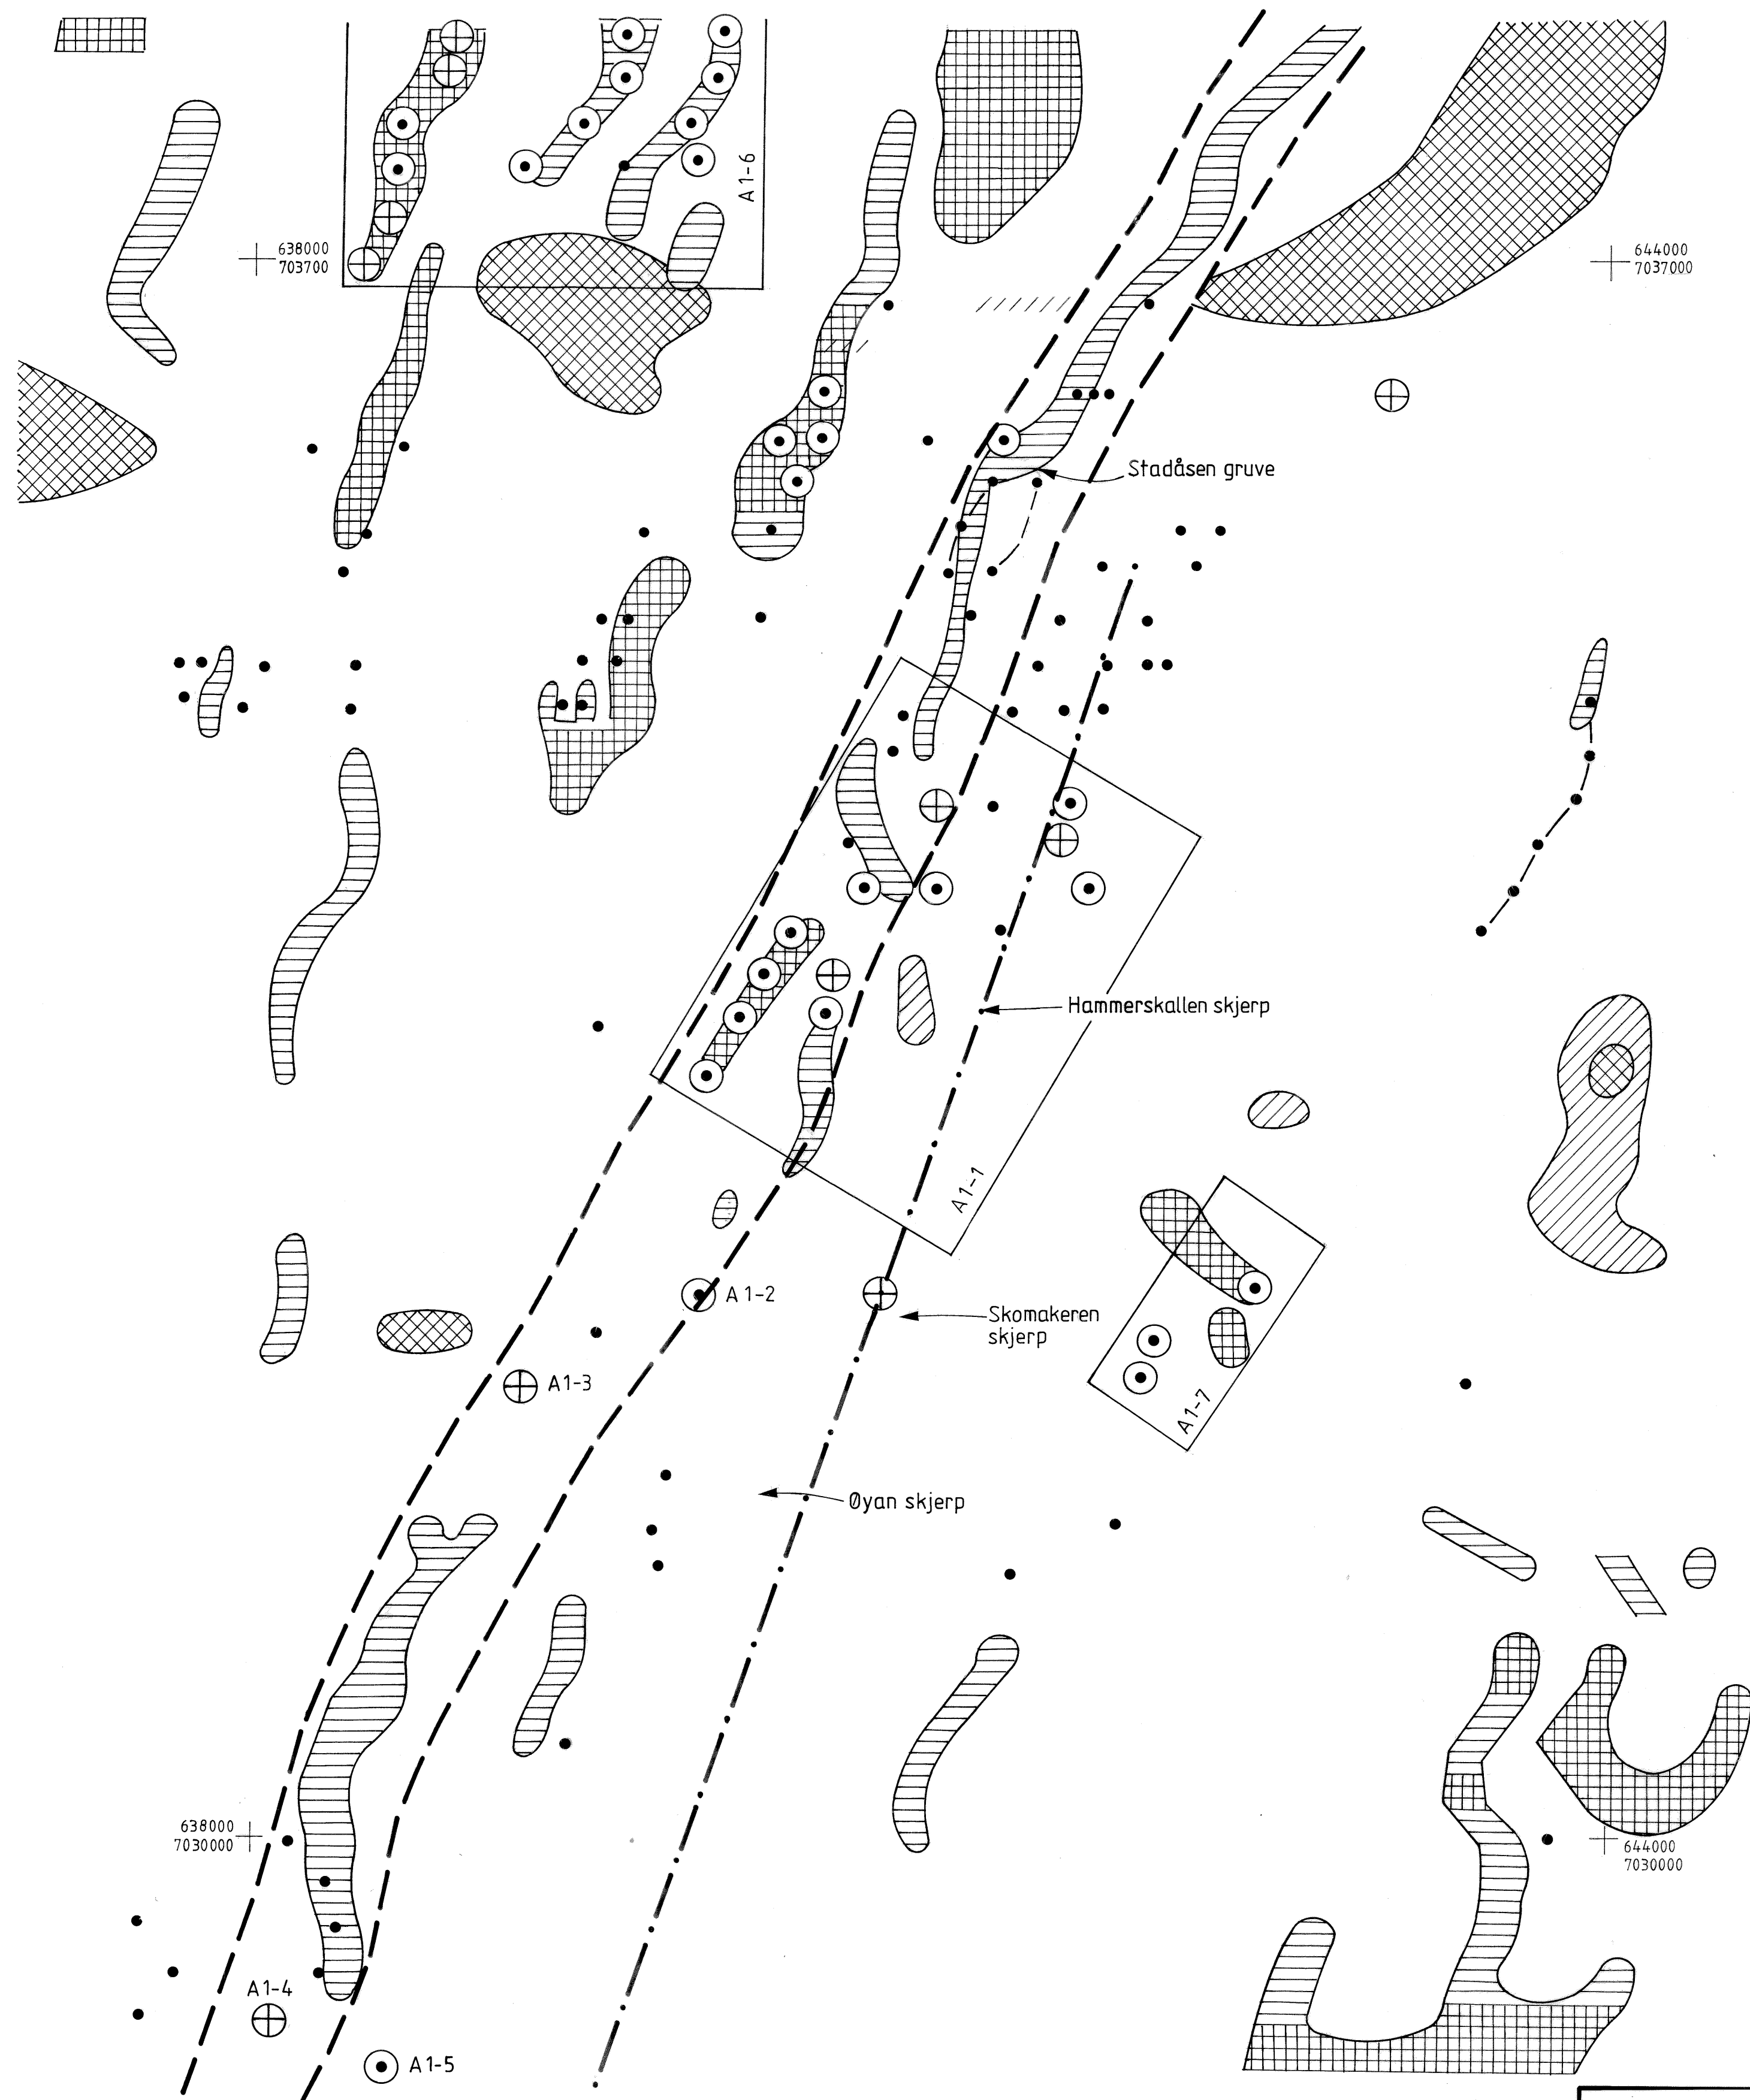 A1-6
638000
703700
644000
7037000
Stadåsen gruve
Hammerskallen skjerp
A1-1
A1-2
Skomakeren
skjerp
A1-3
A1-7
Øyan skjerp
638000
7030000
644000
7030000
A1-4
A1-5